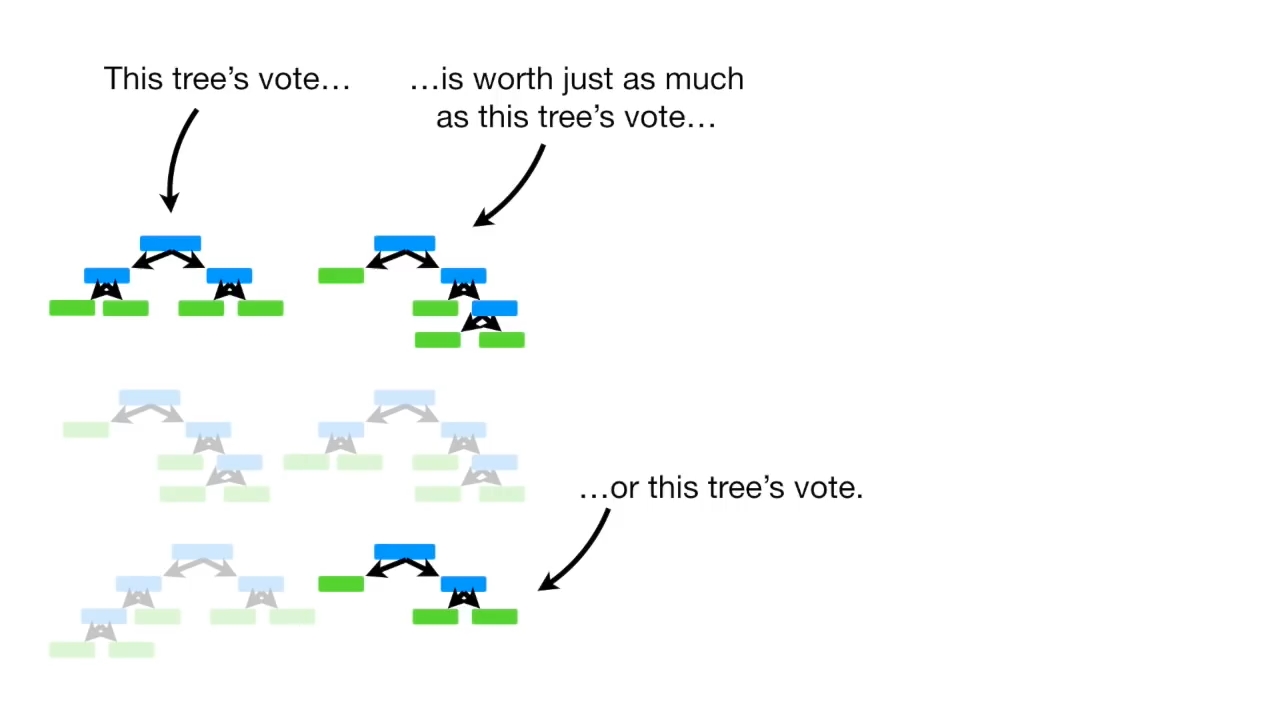 This tree’s vote…
…is worth just as much
as this tree’s vote…
…or this tree’s vote.